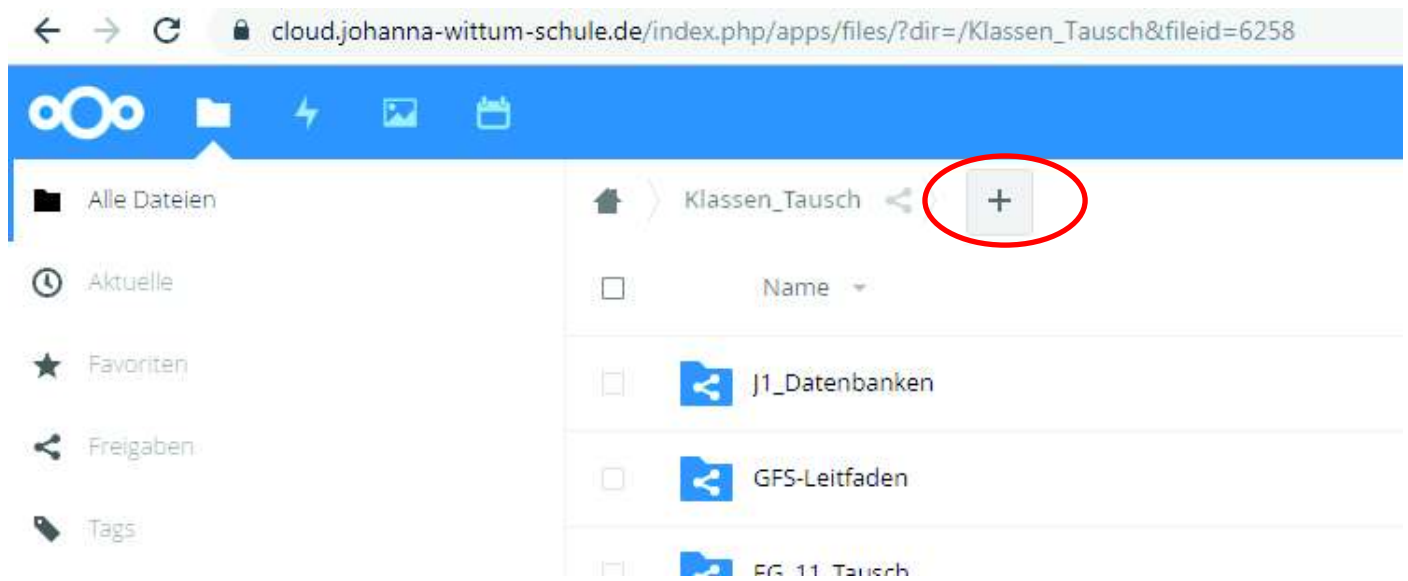 cloud.johanna-wittum-schule.de/index.php/apps/files/?dir=/Klassen_Tausch&fileid=6258
Alle Dateien
Klassen_Tausch
+
Aktuelle
Name
Favoriten
J1_Datenbanken
Freigaben
GFS-Leitfaden
Tags
EG_11_Tausch